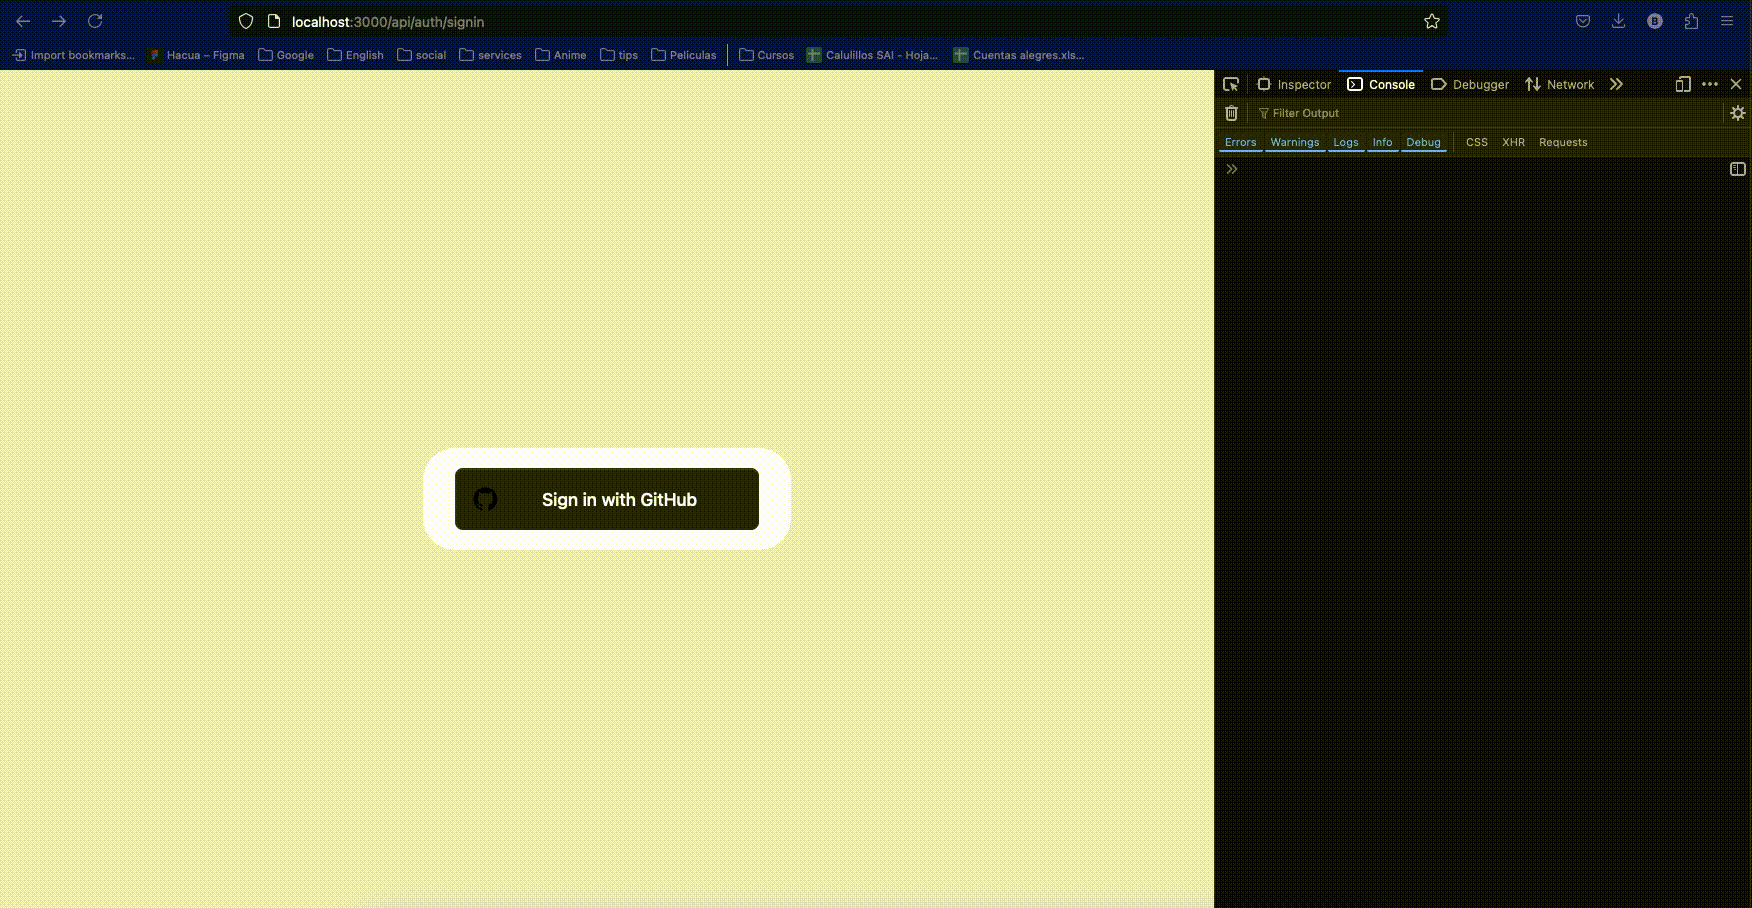 localhost:3000/api/auth/signin
Import bookmarks... Hacua – Figma Google English social services Anime tips Peliculas Cursos Calulillos SAI - Hoja... Cuentas alegres.xls...
Inspector Console Debugger Network
Filter Output
Errors Warnings Logs Info Debug CSS XHR Requests
Sign in with GitHub